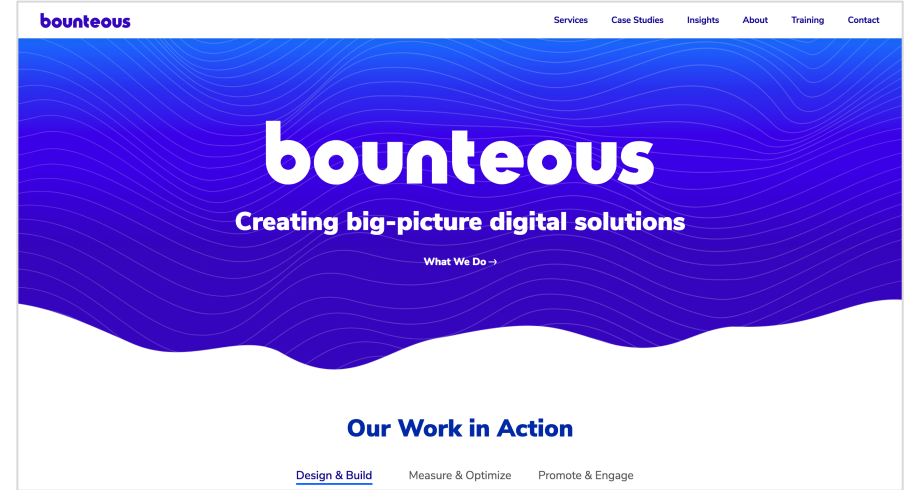 bounteous
Services Case Studies Insights About Training Contact
bounteous
Creating big-picture digital solutions
What We Do →
Our Work in Action
Design & Build Measure & Optimize Promote & Engage